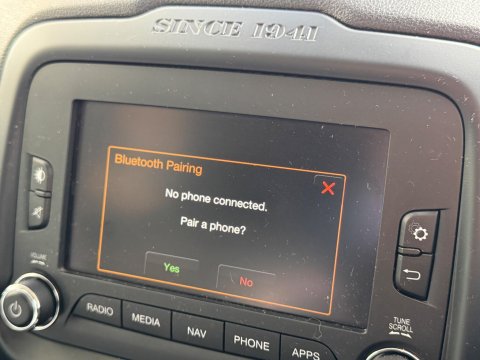 SINCE 1941
Bluetooth Pairing
No phone connected.
Pair a phone?
Yes
No
VOLUME
TUNE
SCROLL
RADIO
MEDIA
NAV
PHONE
APPS